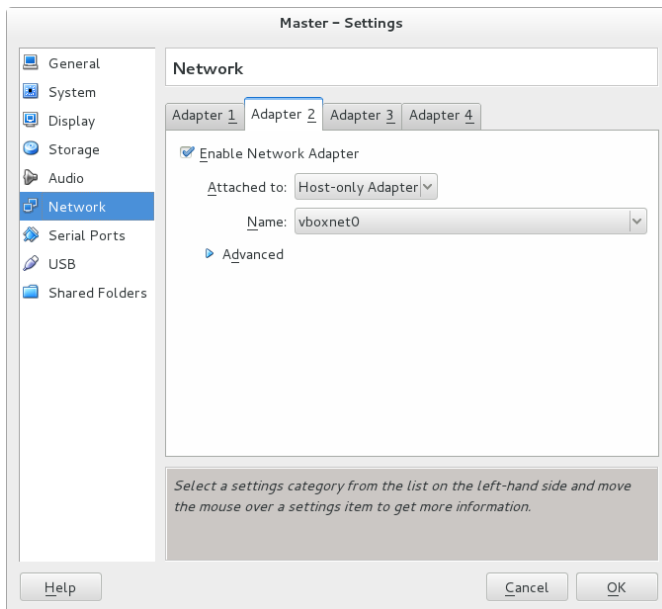 Master – Settings
General
System
Display
Storage
Audio
Network
Serial Ports
USB
Shared Folders
Network
Adapter 1 Adapter 2 Adapter 3 Adapter 4
Enable Network Adapter
Attached to: Host-only Adapter
Name: vboxnet0
Advanced
Select a settings category from the list on the left-hand side and move
the mouse over a settings item to get more information.
Help Cancel OK